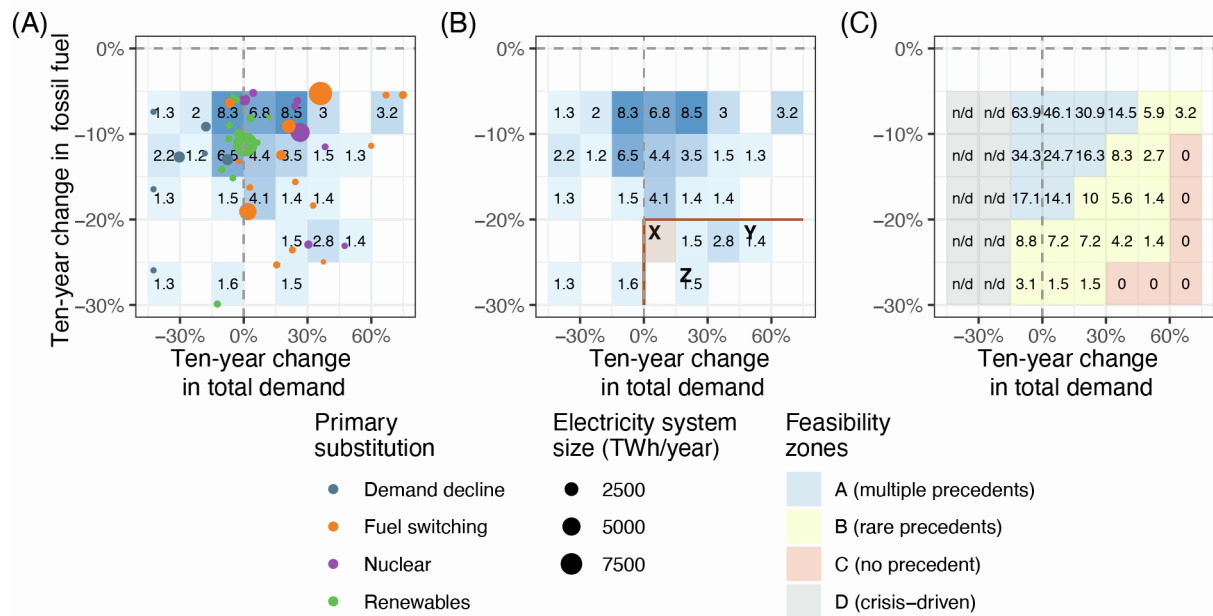 (A)
(B)
(C)
Ten-year change in fossil fuel
0%
−10%
−20%
−30%
1.3 2 8.3 6.8 8.5 3 3.2
2.2 1.2 6.5 4.4 3.5 1.5 1.3
1.3 1.5 4.1 1.4 1.4
1.5 2.8 1.4
1.3 1.6 1.5
−30% 0% 30% 60%
Ten-year change
in total demand
0%
−10%
−20%
−30%
1.3 2 8.3 6.8 8.5 3 3.2
2.2 1.2 6.5 4.4 3.5 1.5 1.3
1.3 1.5 4.1 1.4 1.4
X 1.5 2.8 Y 1.4
1.3 1.6 Z 1.5
−30% 0% 30% 60%
Ten-year change
in total demand
0%
−10%
−20%
−30%
n/d n/d 63.9 46.1 30.9 14.5 5.9 3.2
n/d n/d 34.3 24.7 16.3 8.3 2.7 0
n/d n/d 17.1 14.1 10 5.6 1.4 0
n/d n/d 8.8 7.2 7.2 4.2 1.4 0
n/d n/d 3.1 1.5 1.5 0 0 0
−30% 0% 30% 60%
Ten-year change
in total demand
Primary
substitution
Demand decline
Fuel switching
Nuclear
Renewables
Electricity system
size (TWh/year)
2500
5000
7500
Feasibility
zones
A (multiple precedents)
B (rare precedents)
C (no precedent)
D (crisis−driven)